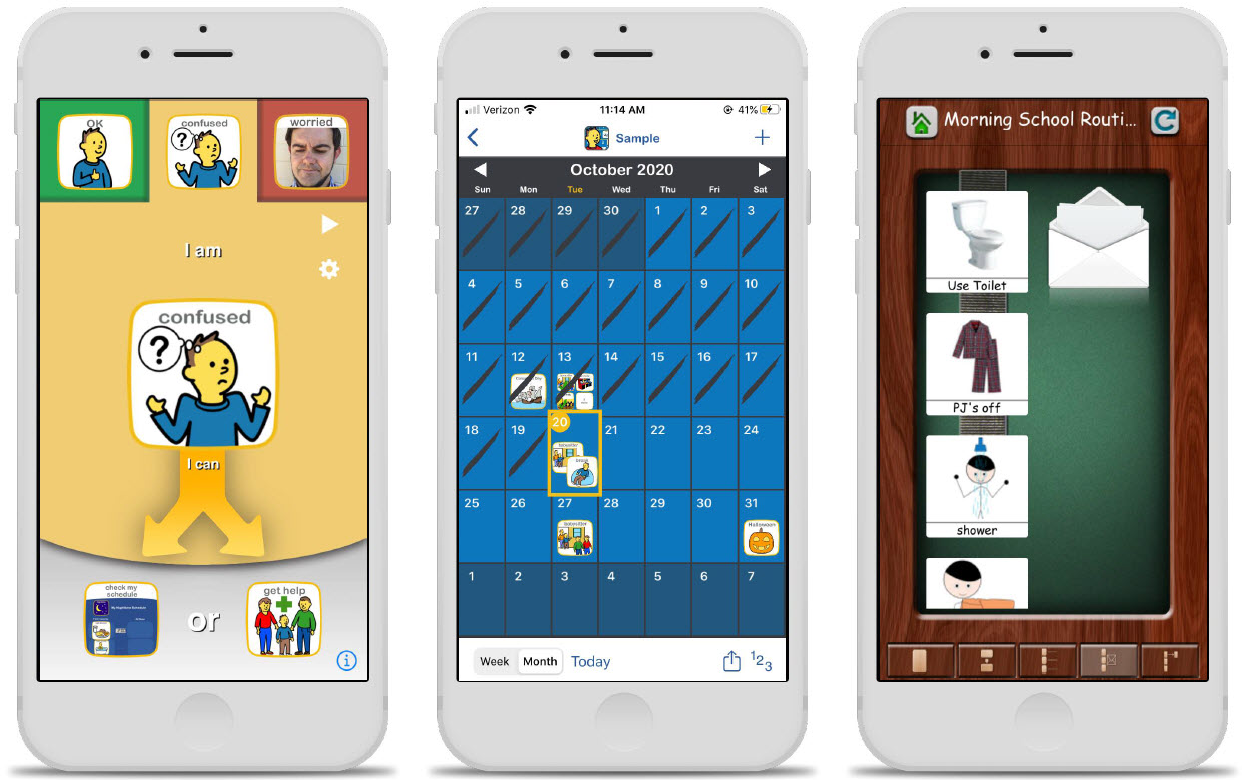 OK
confused
worried
I am
confused
?
I can
check my
schedule
My Nighttime Schedule
or
get help
i
Verizon
11:14 AM
41%
Sample
October 2020
Sun Mon Tue Wed Thu Fri Sat
27 28 29 30 1 2 3
4 5 6 7 8 9 10
11 12 13 14 15 16 17
18 19 20 21 22 23 24
babysitter
break
25 26 27 28 29 30 31
babysitter
Halloween
1 2 3 4 5 6 7
Week Month Today
123
Morning School Routi...
Use Toilet
PJ's off
shower